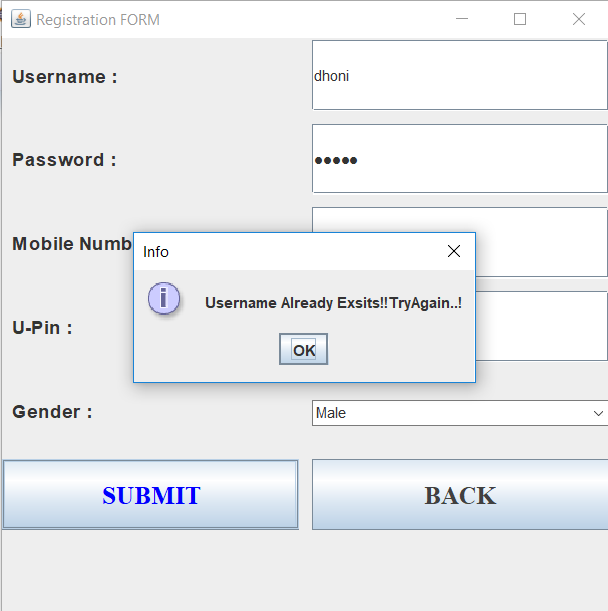 Registration FORM
Username :
dhoni
Password :
●●●●●
Mobile Numb
Info
Username Already Exsits!!TryAgain..!
OK
U-Pin :
Gender :
Male
SUBMIT
BACK